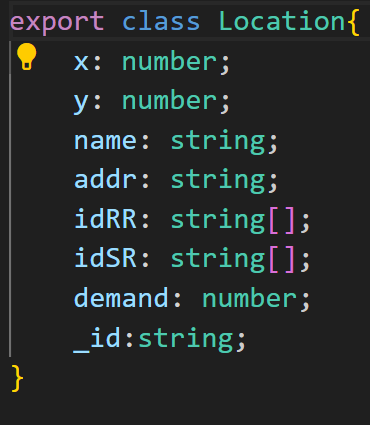 export class Location{
x: number;
y: number;
name: string;
addr: string;
idRR: string[];
idSR: string[];
demand: number;
_id:string;
}